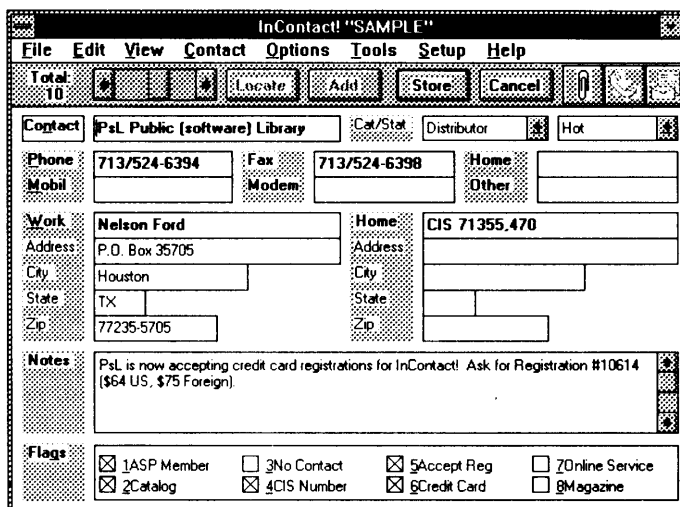 InContact! "SAMPLE"
File Edit View Contact Options Tools Setup Help
Total: 10 Locate Add Store Cancel
Contact PsL Public (software) Library Cat/Stat Distributor Hot
Phone 713/524-6394 Fax 713/524-6398 Home
Mobil Modem Other
Work Nelson Ford Home CIS 71355,470
Address P.O. Box 35705 Address
City Houston City
State TX State
Zip 77235-5705 Zip
Notes PsL is now accepting credit card registrations for InContact! Ask for Registration #10614
($64 US, $75 Foreign).
Flags
1ASP Member 3No Contact 5Accept Reg 7Online Service
2Catalog 4CIS Number 6Credit Card 8Magazine